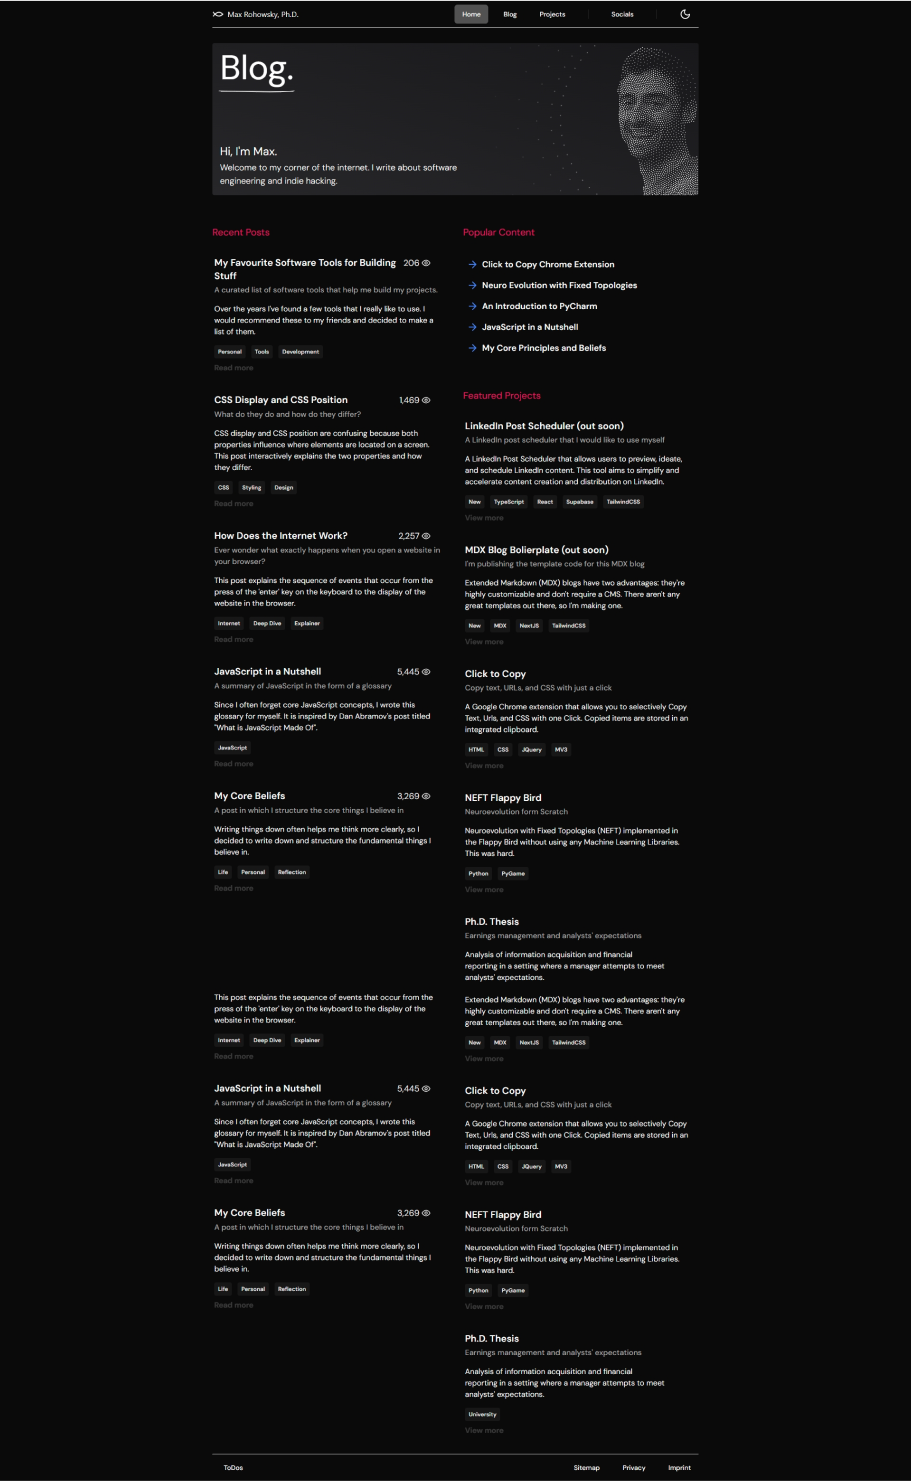 Max Rohowsky, Ph.D.
Home
Blog
Projects
Socials
Blog.
Hi, I'm Max.
Welcome to my corner of the internet. I write about software
engineering and indie hacking.
Recent Posts
My Favourite Software Tools for Building
Stuff
206
A curated list of software tools that help me build my projects.
Over the years I've found a few tools that I really like to use. I
would recommend these to my friends and decided to make a
list of them.
Personal
Tools
Development
Read more
CSS Display and CSS Position
1,469
What do they do and how do they differ?
CSS display and CSS position are confusing because both
properties influence where elements are located on a screen.
This post interactively explains the two properties and how
they differ.
CSS
Styling
Design
Read more
How Does the Internet Work?
2,257
Ever wonder what exactly happens when you open a website in
your browser?
This post explains the sequence of events that occur from the
press of the 'enter' key on the keyboard to the display of the
website in the browser.
Internet
Deep Dive
Explainer
Read more
JavaScript in a Nutshell
5,445
A summary of JavaScript in the form of a glossary
Since I often forget core JavaScript concepts, I wrote this
glossary for myself. It is inspired by Dan Abramov's post titled
"What is JavaScript Made Of".
JavaScript
Read more
My Core Beliefs
3,269
A post in which I structure the core things I believe in
Writing things down often helps me think more clearly, so I
decided to write down and structure the fundamental things I
believe in.
Life
Personal
Reflection
Read more
This post explains the sequence of events that occur from the
press of the 'enter' key on the keyboard to the display of the
website in the browser.
Internet
Deep Dive
Explainer
Read more
JavaScript in a Nutshell
5,445
A summary of JavaScript in the form of a glossary
Since I often forget core JavaScript concepts, I wrote this
glossary for myself. It is inspired by Dan Abramov's post titled
"What is JavaScript Made Of".
JavaScript
Read more
My Core Beliefs
3,269
A post in which I structure the core things I believe in
Writing things down often helps me think more clearly, so I
decided to write down and structure the fundamental things I
believe in.
Life
Personal
Reflection
Read more
Popular Content
Click to Copy Chrome Extension
Neuro Evolution with Fixed Topologies
An Introduction to PyCharm
JavaScript in a Nutshell
My Core Principles and Beliefs
Featured Projects
LinkedIn Post Scheduler (out soon)
A LinkedIn post scheduler that I would like to use myself
A LinkedIn Post Scheduler that allows users to preview, ideate,
and schedule LinkedIn content. This tool aims to simplify and
accelerate content creation and distribution on LinkedIn.
New
TypeScript
React
Supabase
TailwindCSS
View more
MDX Blog Bolierplate (out soon)
I'm publishing the template code for this MDX blog
Extended Markdown (MDX) blogs have two advantages: they're
highly customizable and don't require a CMS. There aren't any
great templates out there, so I'm making one.
New
MDX
NextJS
TailwindCSS
View more
Click to Copy
Copy text, URLs, and CSS with just a click
A Google Chrome extension that allows you to selectively Copy
Text, Urls, and CSS with one Click. Copied items are stored in an
integrated clipboard.
HTML
CSS
JQuery
MV3
View more
NEFT Flappy Bird
Neuroevolution form Scratch
Neuroevolution with Fixed Topologies (NEFT) implemented in
the Flappy Bird without using any Machine Learning Libraries.
This was hard.
Python
PyGame
View more
Ph.D. Thesis
Earnings management and analysts' expectations
Analysis of information acquisition and financial
reporting in a setting where a manager attempts to meet
analysts' expectations.
Extended Markdown (MDX) blogs have two advantages: they're
highly customizable and don't require a CMS. There aren't any
great templates out there, so I'm making one.
New
MDX
NextJS
TailwindCSS
View more
Click to Copy
Copy text, URLs, and CSS with just a click
A Google Chrome extension that allows you to selectively Copy
Text, Urls, and CSS with one Click. Copied items are stored in an
integrated clipboard.
HTML
CSS
JQuery
MV3
View more
NEFT Flappy Bird
Neuroevolution form Scratch
Neuroevolution with Fixed Topologies (NEFT) implemented in
the Flappy Bird without using any Machine Learning Libraries.
This was hard.
Python
PyGame
View more
Ph.D. Thesis
Earnings management and analysts' expectations
Analysis of information acquisition and financial
reporting in a setting where a manager attempts to meet
analysts' expectations.
University
View more
ToDos
Sitemap
Privacy
Imprint